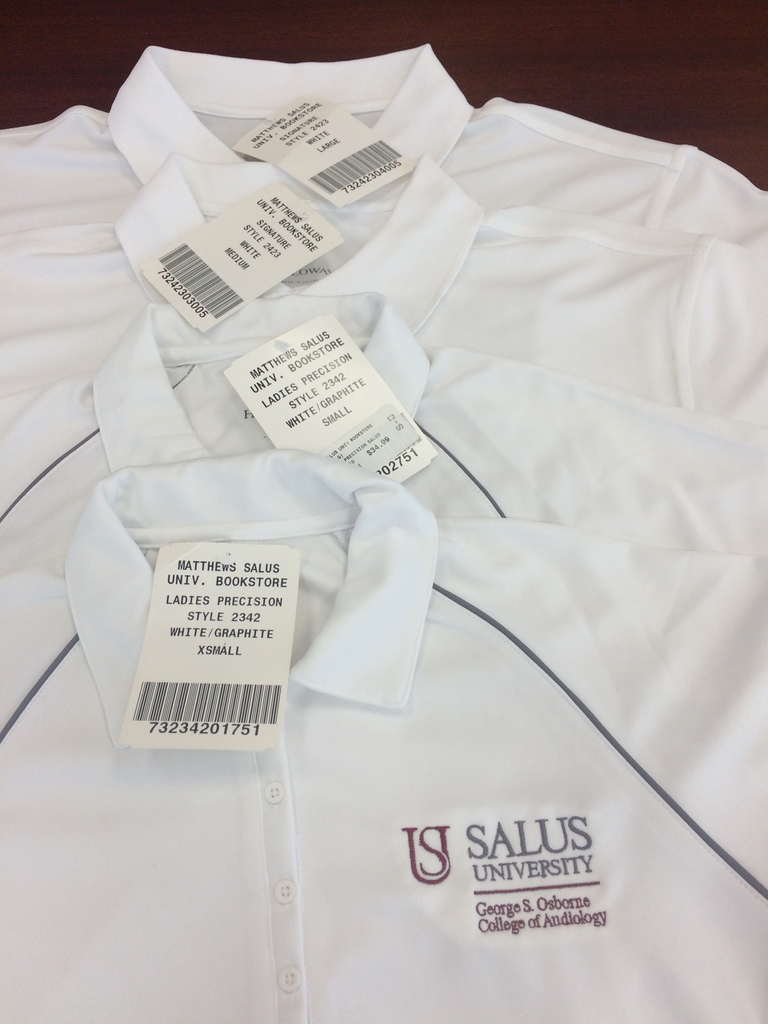 MATTHEWS SALUS
UNIV. BOOKSTORE
SIGNATURE
STYLE 2423
WHITE
LARGE
73242304005
MATTHEWS SALUS
UNIV. BOOKSTORE
SIGNATURE
STYLE 2423
WHITE
MEDIUM
73242303005
MATTHEWS SALUS
UNIV. BOOKSTORE
LADIES PRECISION
STYLE 2342
WHITE/GRAPHITE
SMALL
$34.99
02751
MATTHEWS SALUS
UNIV. BOOKSTORE
LADIES PRECISION
STYLE 2342
WHITE/GRAPHITE
XSMALL
73234201751
SALUS
UNIVERSITY
George S. Osborne
College of Audiology